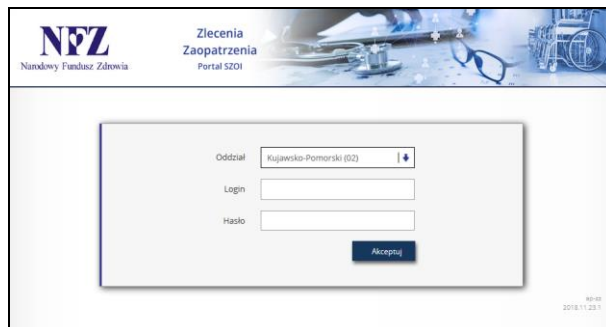 NFZ
Narodowy Fundusz Zdrowia
Zlecenia
Zaopatrzenia
Portal SZOI
Oddział
Kujawsko-Pomorski (02)
Login
Hasło
Akceptuj
2018.11.23.1